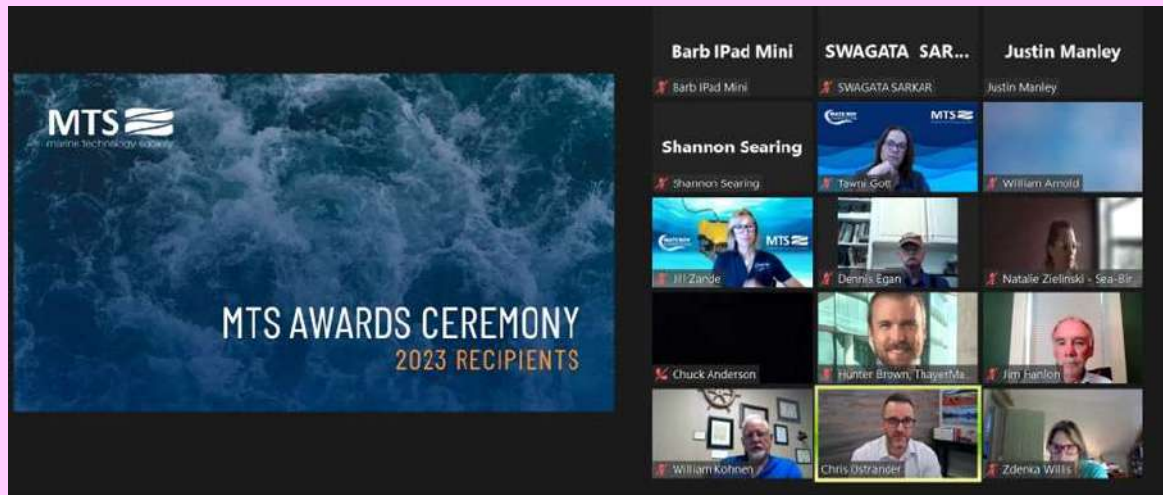 MTS
marine technology society
MTS AWARDS CEREMONY
2023 RECIPIENTS
Barb IPad Mini
Barb IPad Mini
SWAGATA SAR...
SWAGATA SARKAR
Justin Manley
Justin Manley
Shannon Searing
Shannon Searing
MTS
Tawni Gott
William Arnold
MTS
Jill Zande
Dennis Egan
Natalie Zielinski - Sea-Bir
Chuck Anderson
Hunter Brown, ThayerMa...
Jim Hanlon
William Kohnen
Chris Ostrander
Zdenka Willis